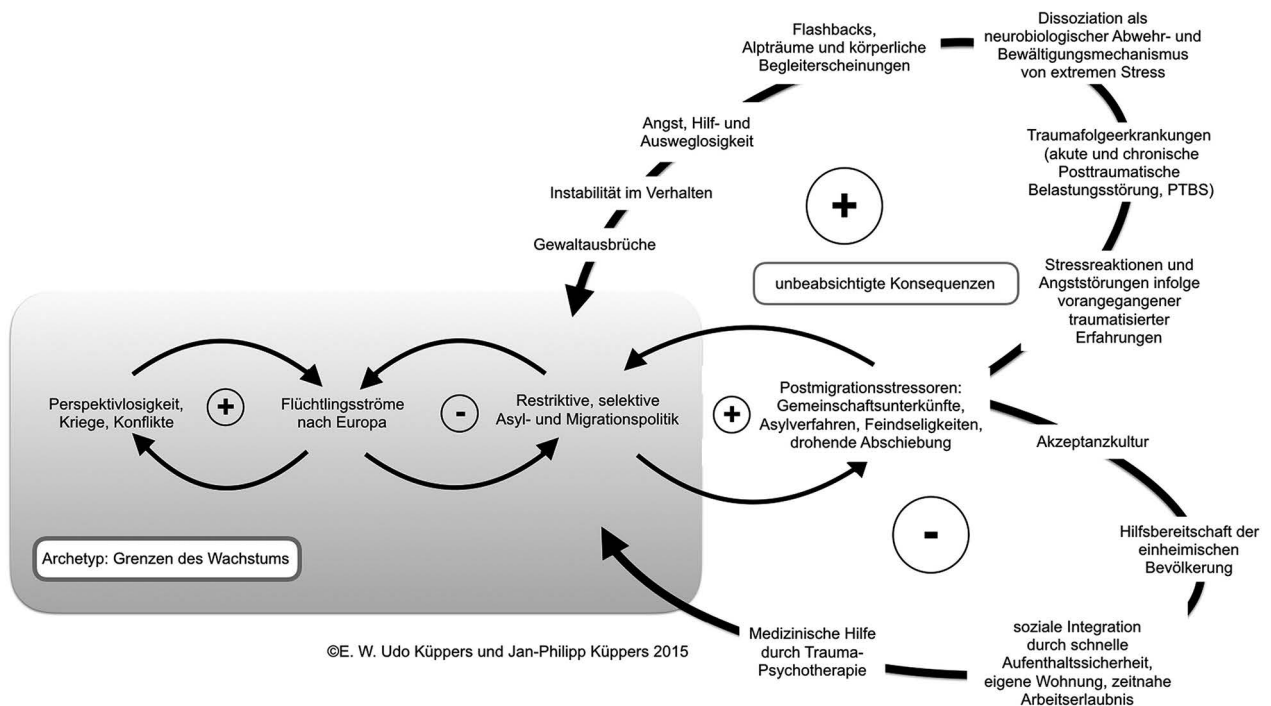 Dissoziation als
neurobiologischer Abwehr- und
Bewältigungsmechanismus
von extremen Stress
Flashbacks,
Alpträume und körperliche
Begleiterscheinungen
Angst, Hilf- und
Ausweglosigkeit
Traumafolgeerkrankungen
(akute und chronische
Posttraumatische
Belastungsstörung, PTBS)
Instabilität im Verhalten
+
Gewaltausbrüche
unbeabsichtigte Konsequenzen
Stressreaktionen und
Angststörungen infolge
vorangegangener
traumatisierter
Erfahrungen
Perspektivlosigkeit,
Kriege, Konflikte
+
Flüchtlingsströme
nach Europa
-
Restriktive, selektive
Asyl- und Migrationspolitik
+
Postmigrationsstressoren:
Gemeinschaftsunterkünfte,
Asylverfahren, Feindseligkeiten,
drohende Abschiebung
Akzeptanzkultur
-
Hilfsbereitschaft der
einheimischen
Bevölkerung
Archetyp: Grenzen des Wachstums
soziale Integration
durch schnelle
Aufenthaltssicherheit,
eigene Wohnung, zeitnahe
Arbeitserlaubnis
Medizinische Hilfe
durch Trauma-
Psychotherapie
©E. W. Udo Küppers und Jan-Philipp Küppers 2015